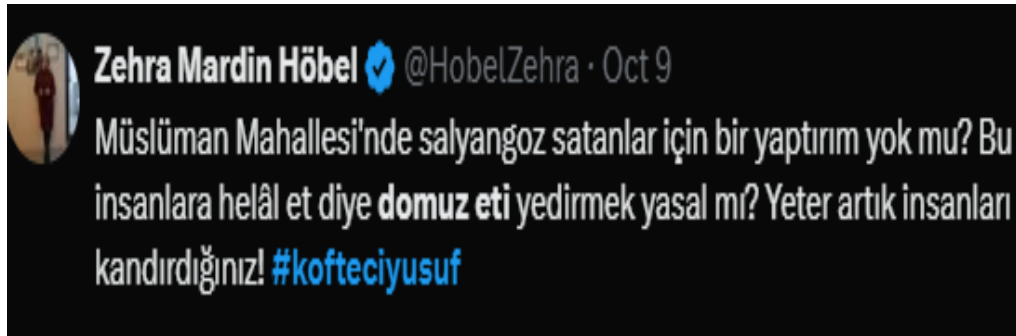 Zehra Mardin Höbel @HobelZehra · Oct 9
Müslüman Mahallesi'nde salyangoz satanlar için bir yaptırım yok mu? Bu
insanlara helâl et diye domuz eti yedirmek yasal mı? Yeter artık insanları
kandırdığınız! #kofteciyusuf